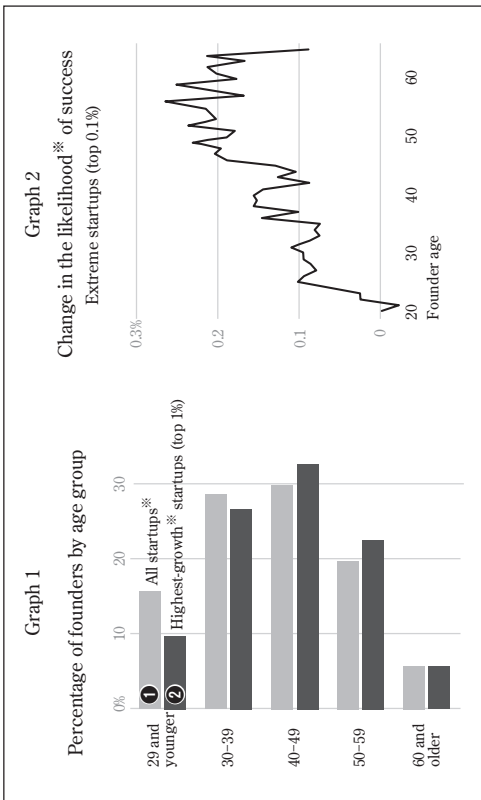 Graph 1
Percentage of founders by age group
0%
10
20
30
29 and
younger
❶
All startups※
❷
Highest-growth※ startups (top 1%)
30-39
40-49
50-59
60 and
older
Graph 2
Change in the likelihood※ of success
Extreme startups (top 0.1%)
0.3%
0.2
0.1
0
20
30
40
50
60
Founder age